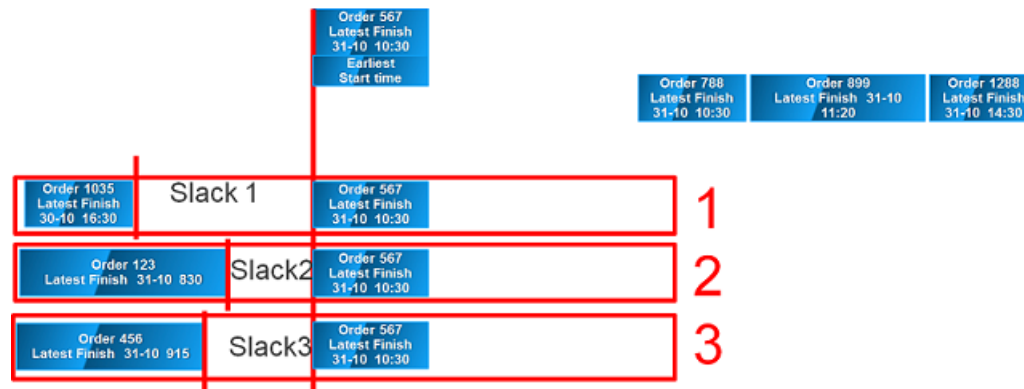 Order 567
Latest Finish
31-10 10:30
Earliest
Start time
Order 788
Latest Finish
31-10 10:30
Order 899
Latest Finish 31-10
11:20
Order 1288
Latest Finish
31-10 14:30
Order 1035
Latest Finish
30-10 16:30
Slack 1
Order 567
Latest Finish
31-10 10:30
1
Order 123
Latest Finish 31-10 830
Slack2
Order 567
Latest Finish
31-10 10:30
2
Order 456
Latest Finish 31-10 915
Slack3
Order 567
Latest Finish
31-10 10:30
3